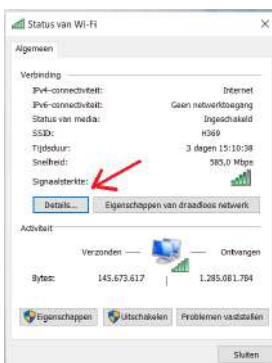 Status van Wi-Fi
Algemeen
Verbinding
IPv4-connectiviteit: Internet
IPv6-connectiviteit: Geen netwerktoegang
Status van media: Ingeschakeld
SSID: H369
Tijdsduur: 3 dagen 15:10:38
Snelheid: 585,0 Mbps
Signaalsterkte:
Details... Eigenschappen van draadloos netwerk
Activiteit
Verzonden Ontvangen
Bytes: 145.673.617 1.285.081.784
Eigenschappen Uitschakelen Problemen vaststellen
Sluiten